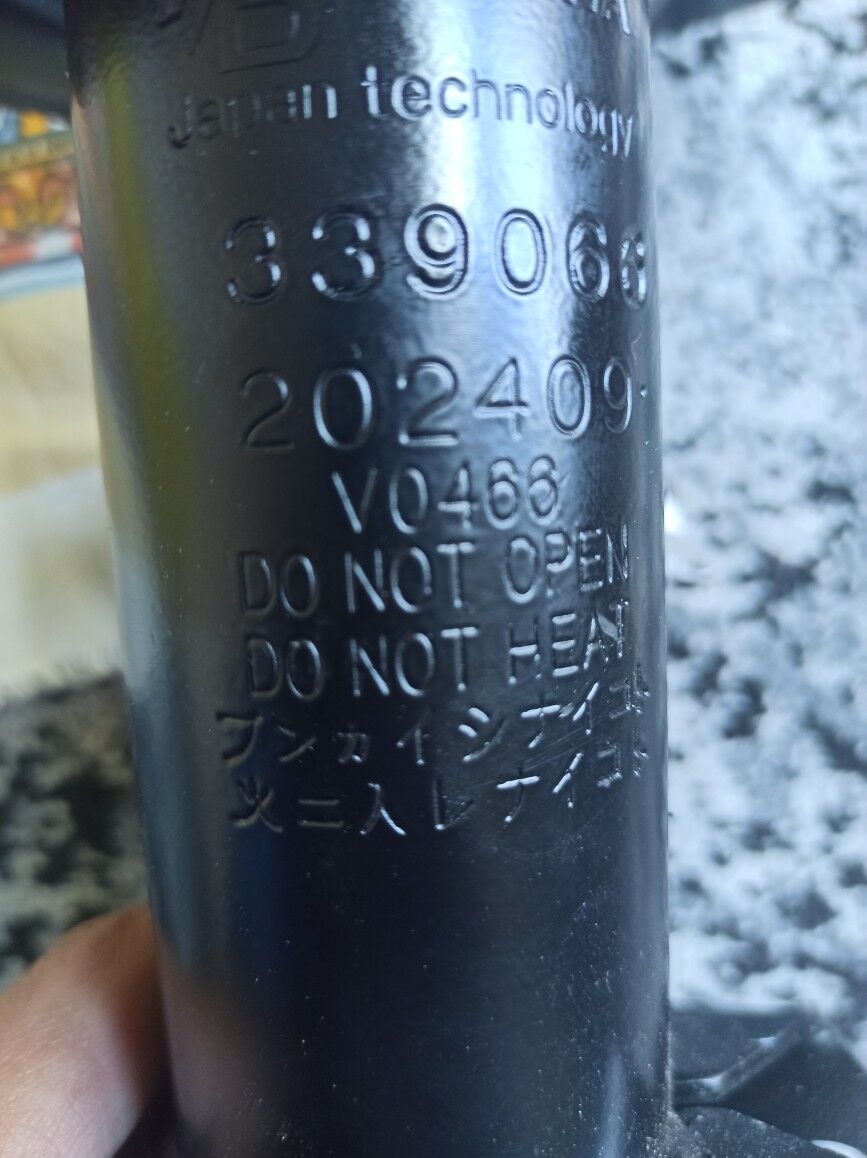 Japan technology
339066
202409
V0466
DO NOT OPEN
DO NOT HEAT
ブンカイシナイコト
火ニ入レナイコト